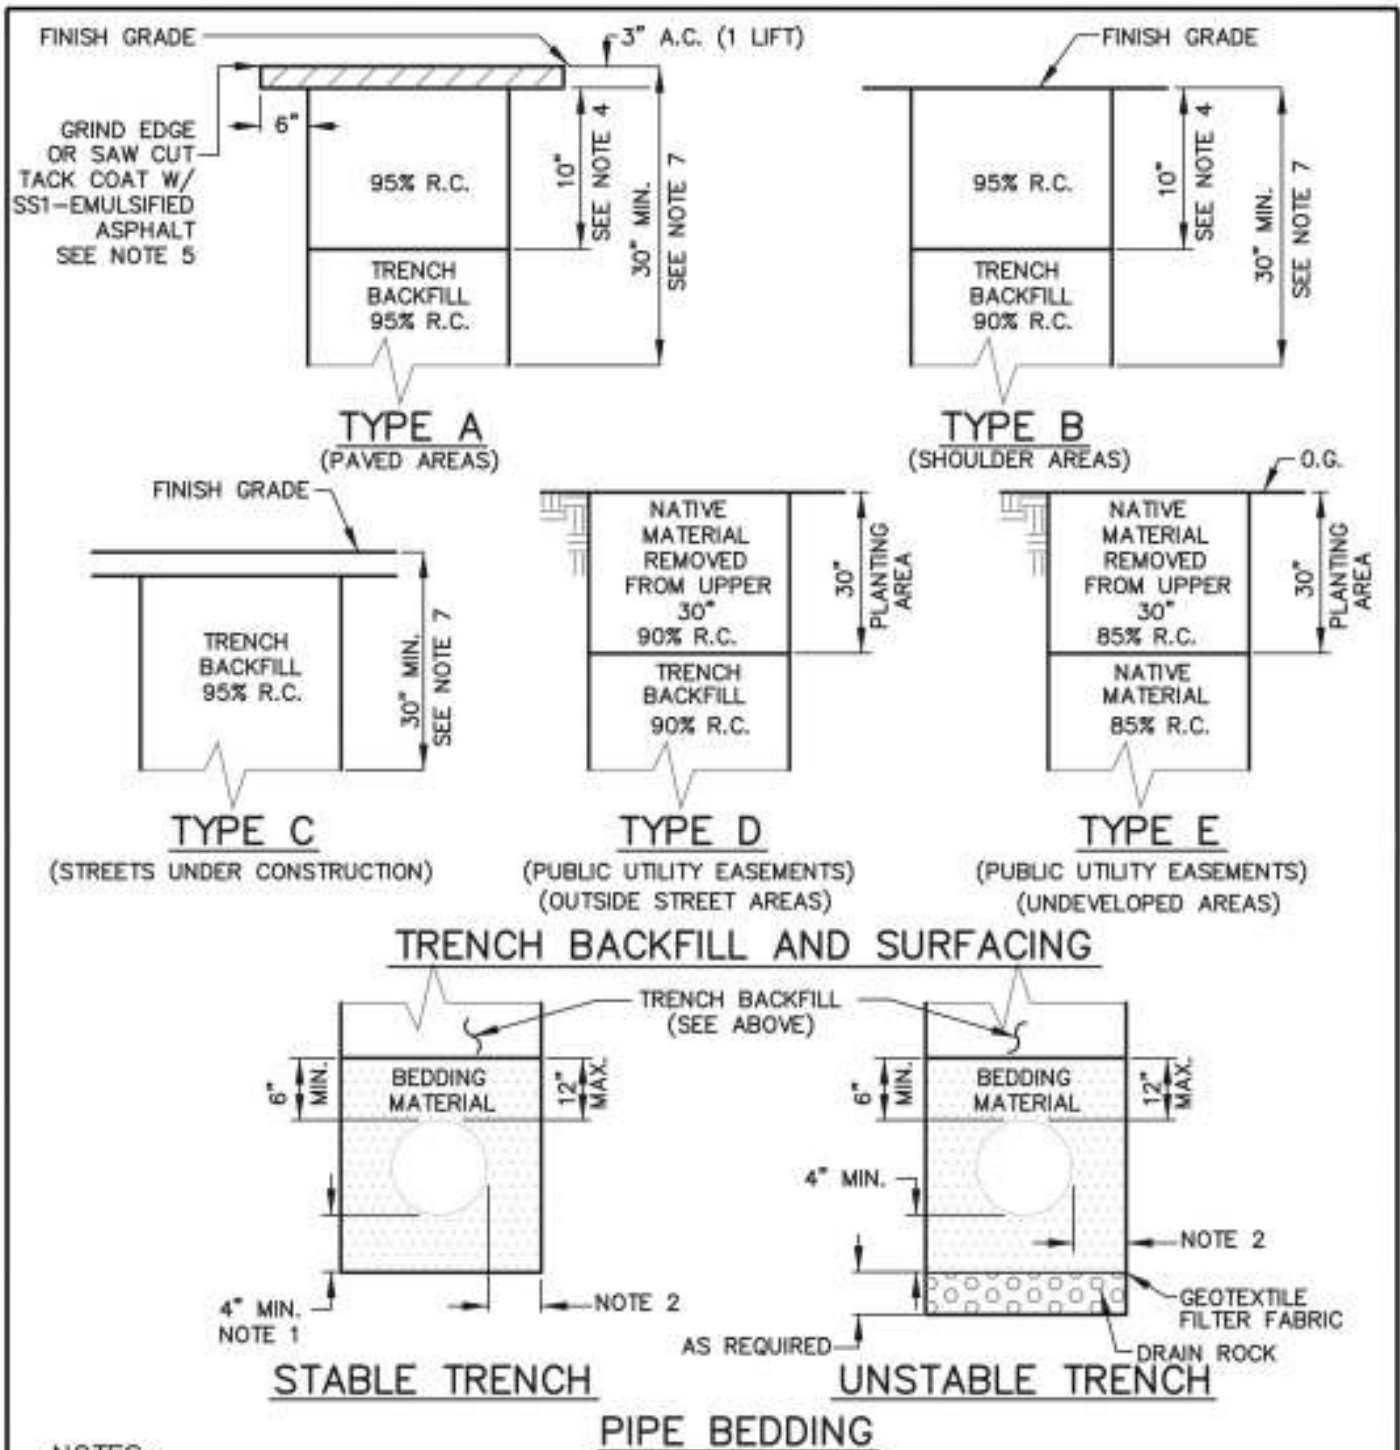 FINISH GRADE
3" A.C. (1 LIFT)
6"
GRIND EDGE
OR SAW CUT
TACK COAT W/
SS1-EMULSIFIED
ASPHALT
SEE NOTE 5
95% R.C.
10"
SEE NOTE 4
30" MIN.
SEE NOTE 7
TRENCH
BACKFILL
95% R.C.
TYPE A
(PAVED AREAS)
FINISH GRADE
95% R.C.
10"
SEE NOTE 4
30" MIN.
SEE NOTE 7
TRENCH
BACKFILL
90% R.C.
TYPE B
(SHOULDER AREAS)
FINISH GRADE
TRENCH
BACKFILL
95% R.C.
30" MIN.
SEE NOTE 7
TYPE C
(STREETS UNDER CONSTRUCTION)
NATIVE
MATERIAL
REMOVED
FROM UPPER
30"
90% R.C.
30"
PLANTING
AREA
TRENCH
BACKFILL
90% R.C.
TYPE D
(PUBLIC UTILITY EASEMENTS)
(OUTSIDE STREET AREAS)
O.G.
NATIVE
MATERIAL
REMOVED
FROM UPPER
30"
85% R.C.
30"
PLANTING
AREA
NATIVE
MATERIAL
85% R.C.
TYPE E
(PUBLIC UTILITY EASEMENTS)
(UNDEVELOPED AREAS)
TRENCH BACKFILL AND SURFACING
TRENCH BACKFILL
(SEE ABOVE)
6"
MIN.
BEDDING
MATERIAL
12"
MAX.
4" MIN.
NOTE 1
NOTE 2
STABLE TRENCH
6"
MIN.
BEDDING
MATERIAL
12"
MAX.
4" MIN.
NOTE 2
GEOTEXTILE
FILTER FABRIC
AS REQUIRED
DRAIN ROCK
UNSTABLE TRENCH
PIPE BEDDING
NOTES